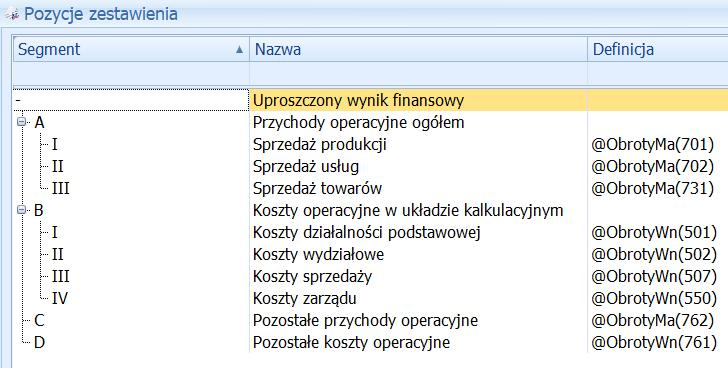 Pozycje zestawienia
Segment Nazwa Definicja
- Uproszczony wynik finansowy
A Przychody operacyjne ogółem
I Sprzedaż produkcji @ObrotyMa(701)
II Sprzedaż usług @ObrotyMa(702)
III Sprzedaż towarów @ObrotyMa(731)
B Koszty operacyjne w układzie kalkulacyjnym
I Koszty działalności podstawowej @ObrotyWn(501)
II Koszty wydziałowe @ObrotyWn(502)
III Koszty sprzedaży @ObrotyWn(507)
IV Koszty zarządu @ObrotyWn(550)
C Pozostałe przychody operacyjne @ObrotyMa(762)
D Pozostałe koszty operacyjne @ObrotyWn(761)